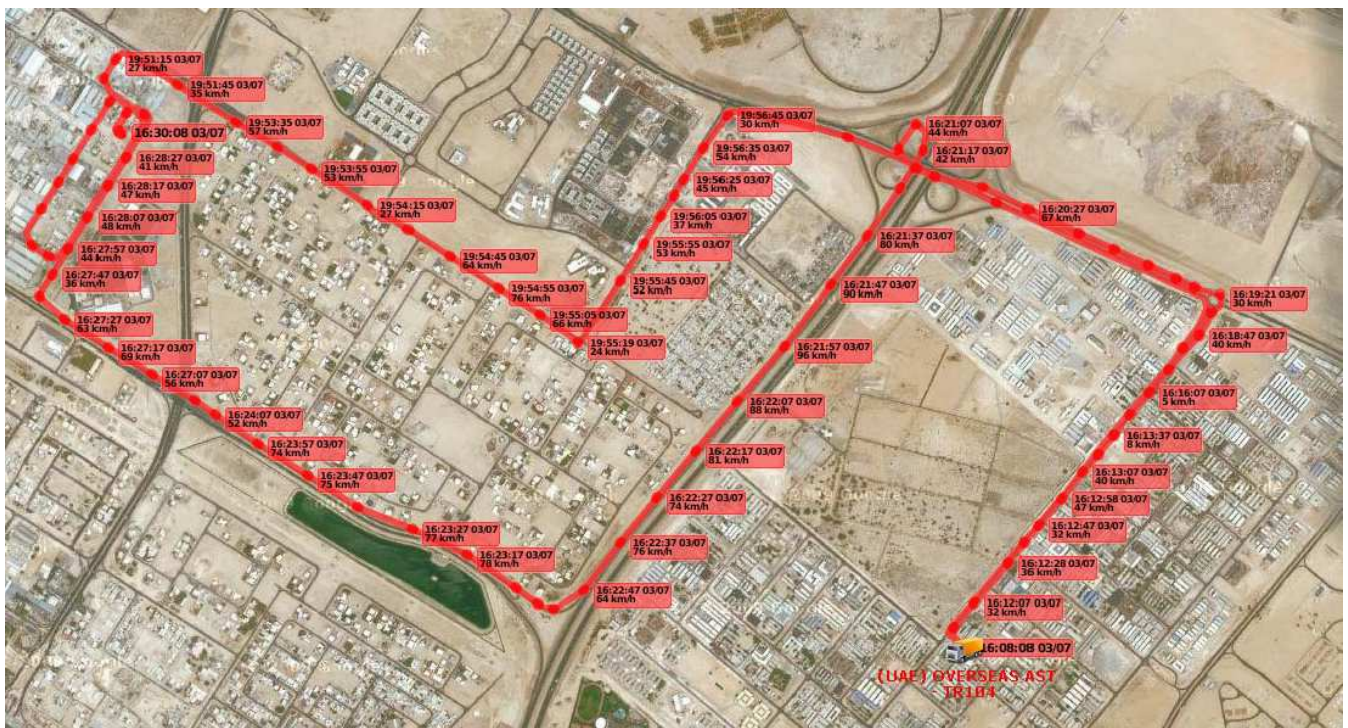 19:51:15 03/07
27 km/h
19:51:45 03/07
35 km/h
19:53:35 03/07
57 km/h
19:53:55 03/07
53 km/h
19:54:15 03/07
27 km/h
19:54:45 03/07
64 km/h
19:54:55 03/07
76 km/h
19:55:05 03/07
66 km/h
19:55:19 03/07
24 km/h
19:55:45 03/07
52 km/h
19:55:55 03/07
53 km/h
19:56:05 03/07
37 km/h
19:56:25 03/07
45 km/h
19:56:35 03/07
54 km/h
19:56:45 03/07
30 km/h
16:30:08 03/07
16:28:27 03/07
41 km/h
16:28:17 03/07
47 km/h
16:28:07 03/07
48 km/h
16:27:57 03/07
44 km/h
16:27:47 03/07
36 km/h
16:27:27 03/07
63 km/h
16:27:17 03/07
69 km/h
16:27:07 03/07
56 km/h
16:24:07 03/07
52 km/h
16:23:57 03/07
74 km/h
16:23:47 03/07
75 km/h
16:23:27 03/07
77 km/h
16:23:17 03/07
78 km/h
16:22:47 03/07
64 km/h
16:22:37 03/07
76 km/h
16:22:27 03/07
74 km/h
16:22:17 03/07
81 km/h
16:22:07 03/07
88 km/h
16:21:57 03/07
96 km/h
16:21:47 03/07
90 km/h
16:21:37 03/07
80 km/h
16:21:17 03/07
42 km/h
16:21:07 03/07
44 km/h
16:20:27 03/07
67 km/h
16:19:21 03/07
30 km/h
16:18:47 03/07
40 km/h
16:16:07 03/07
5 km/h
16:13:37 03/07
8 km/h
16:13:07 03/07
40 km/h
16:12:58 03/07
47 km/h
16:12:47 03/07
32 km/h
16:12:28 03/07
36 km/h
16:12:07 03/07
32 km/h
16:08:08 03/07
(UAE) OVERSEAS AST
TR104